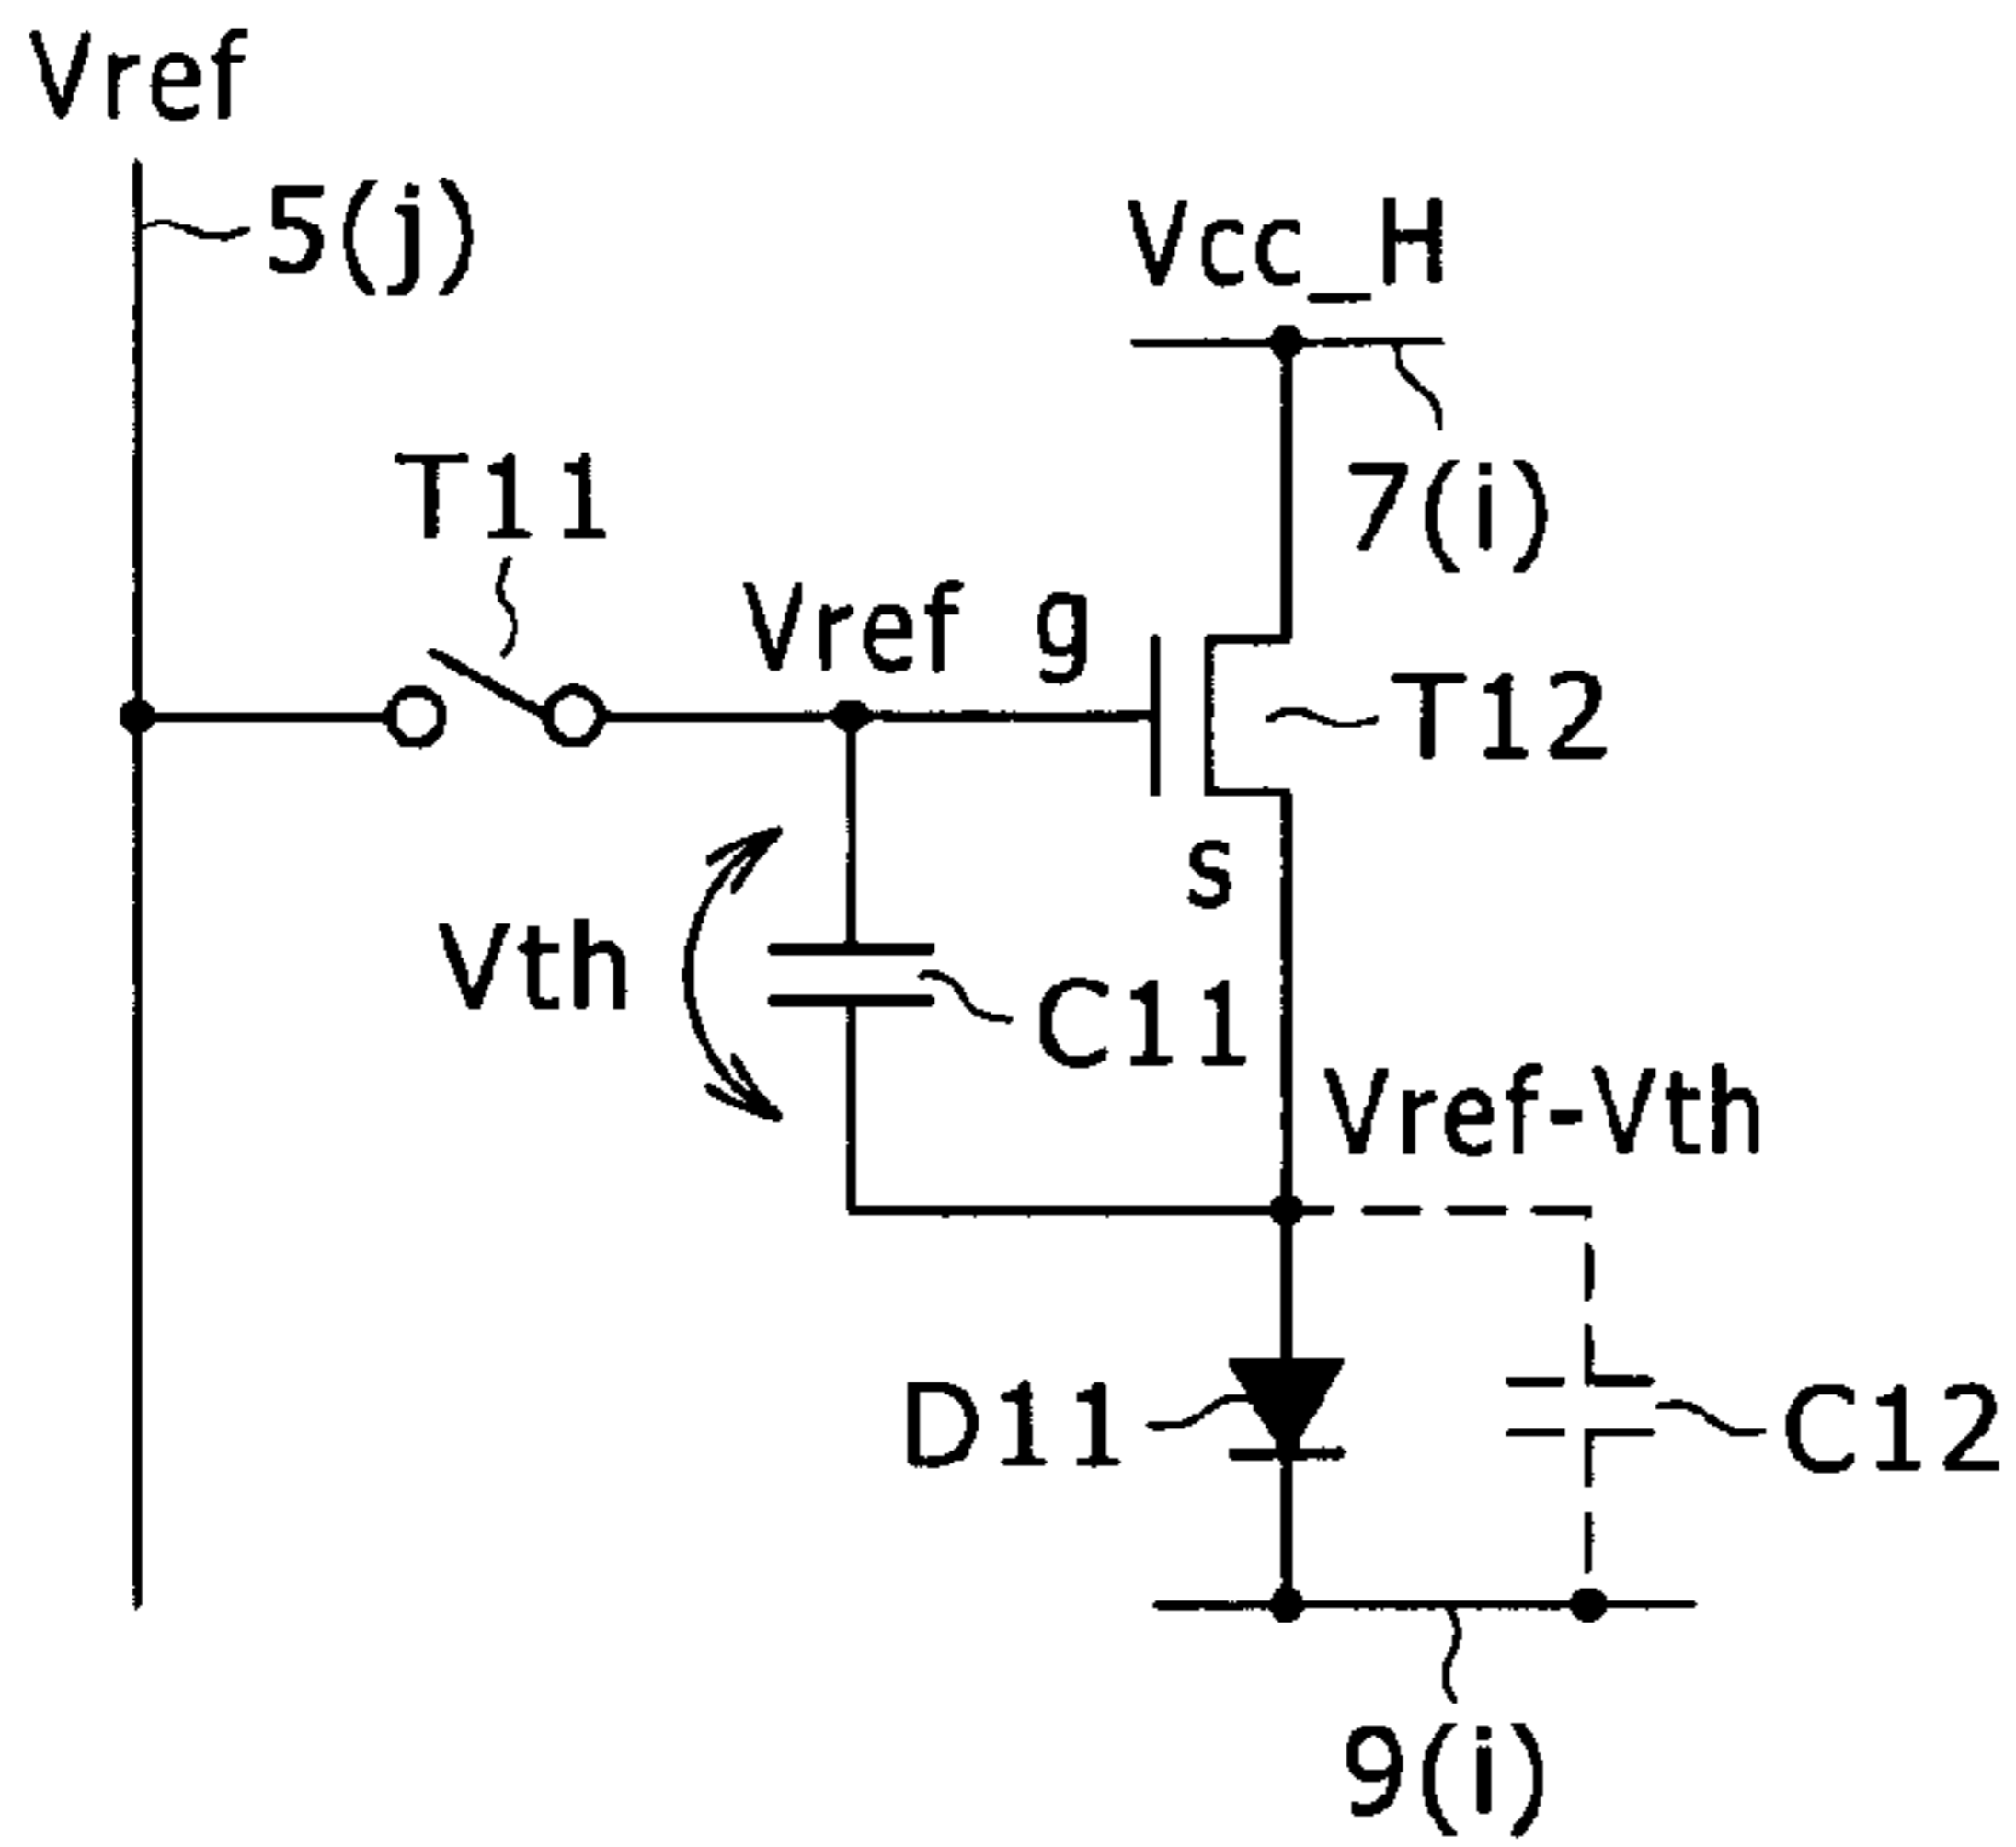 Vref
5(j)
Vcc_H
7(i)
T11
Vref g
T12
s
Vth
C11
Vref-Vth
D11
C12
9(i)